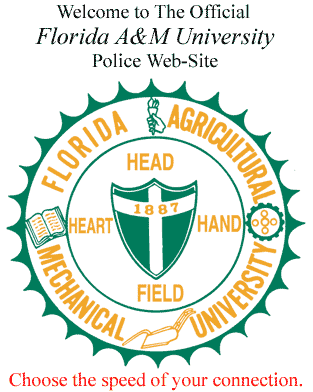 Welcome to The Official
Florida A&M University
Police Web-Site
FLORIDA AGRICULTURAL
MECHANICAL UNIVERSITY
HEAD
1887
HEART
HAND
FIELD
Choose the speed of your connection.